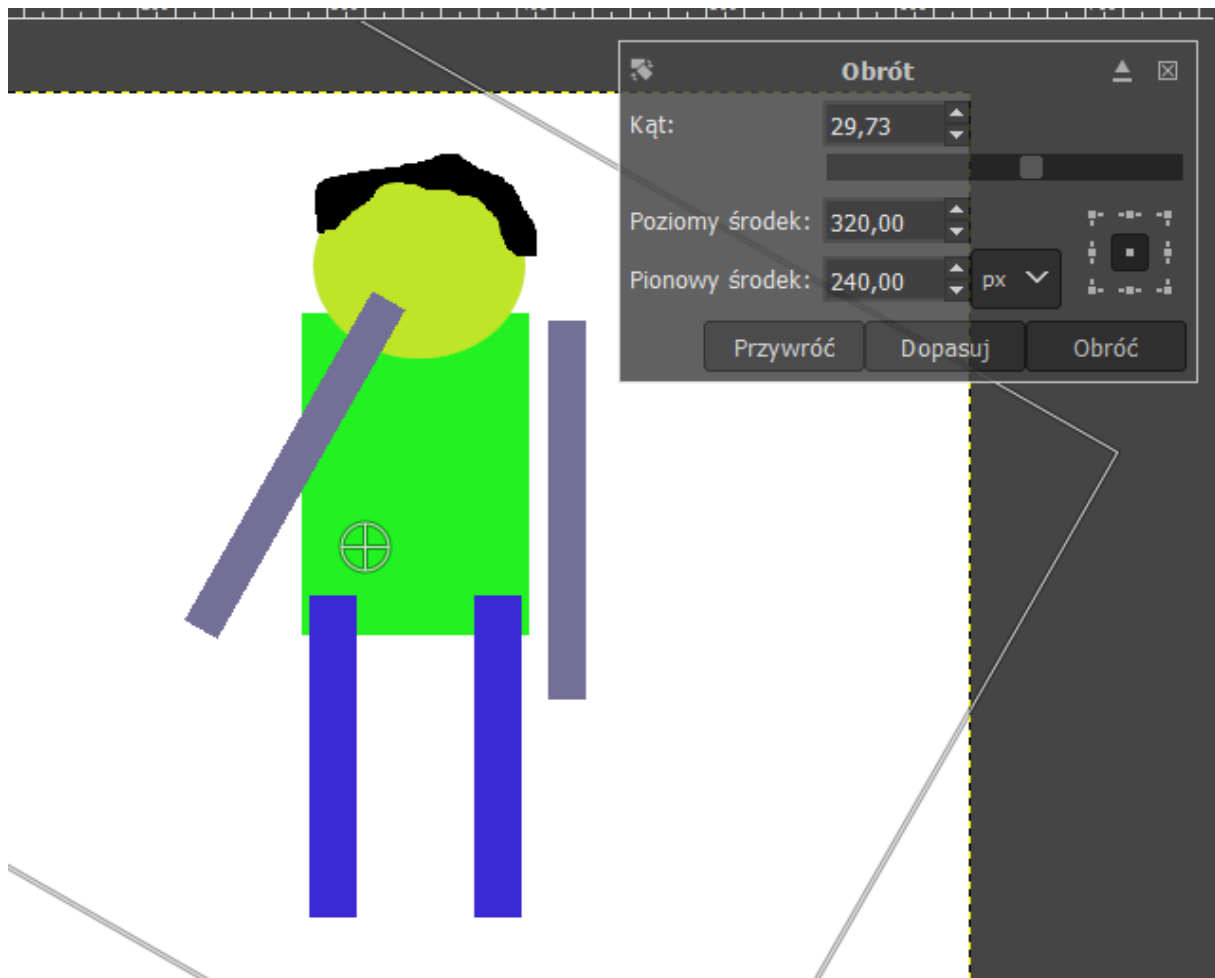 Obrót
Kąt: 29,73
Poziomy środek: 320,00
Pionowy środek: 240,00 px
Przywróć Dopasuj Obróć